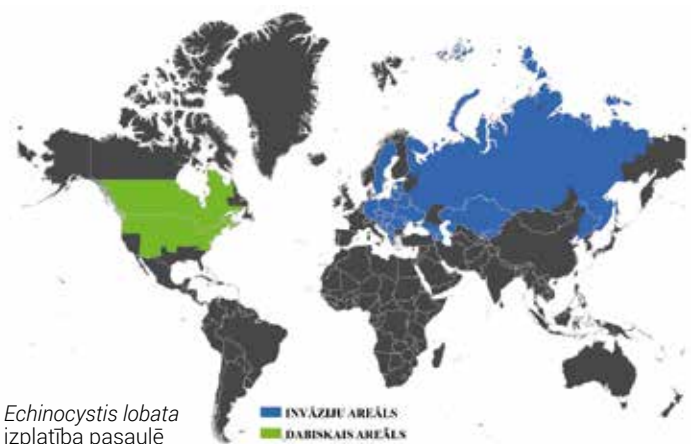 Echinocystis lobata
izplatība pasaulē
INVĀZIJU AREĀLS
DABISKAIS AREĀLS